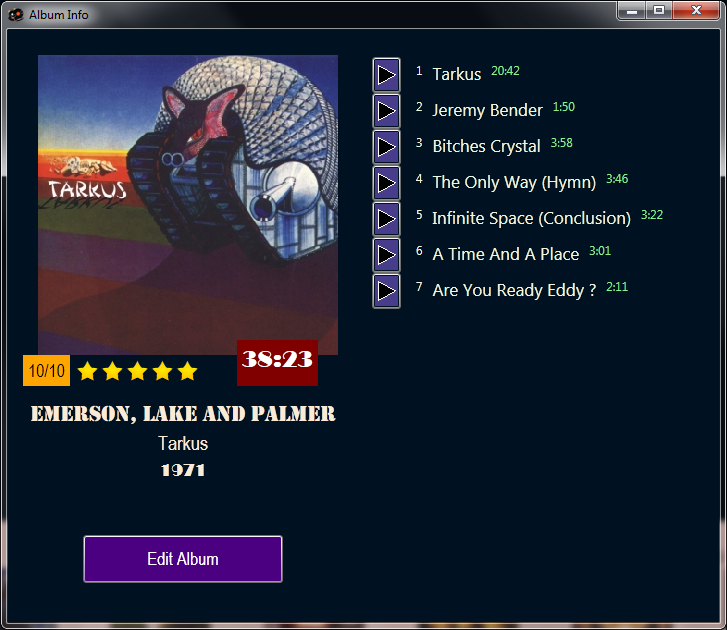 Album Info
TARKUS
10/10
38:23
EMERSON, LAKE AND PALMER
Tarkus
1971
Edit Album
1 Tarkus 20:42
2 Jeremy Bender 1:50
3 Bitches Crystal 3:58
4 The Only Way (Hymn) 3:46
5 Infinite Space (Conclusion) 3:22
6 A Time And A Place 3:01
7 Are You Ready Eddy ? 2:11